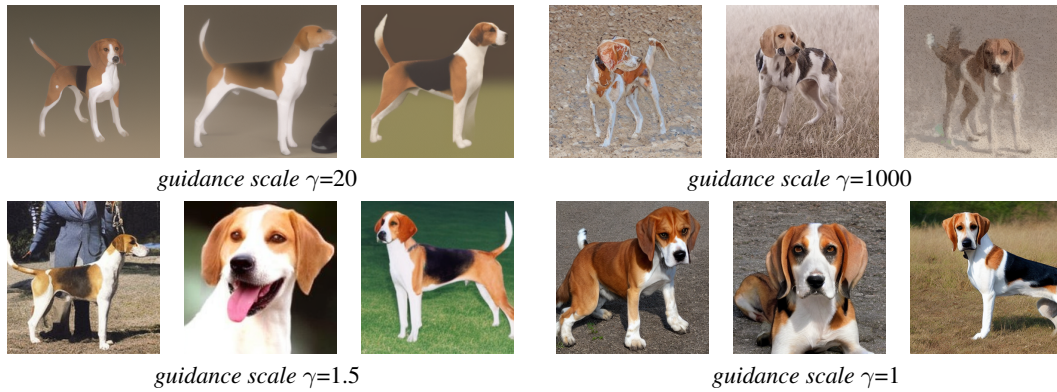 guidance scale γ=20
guidance scale γ=1000
guidance scale γ=1.5
guidance scale γ=1